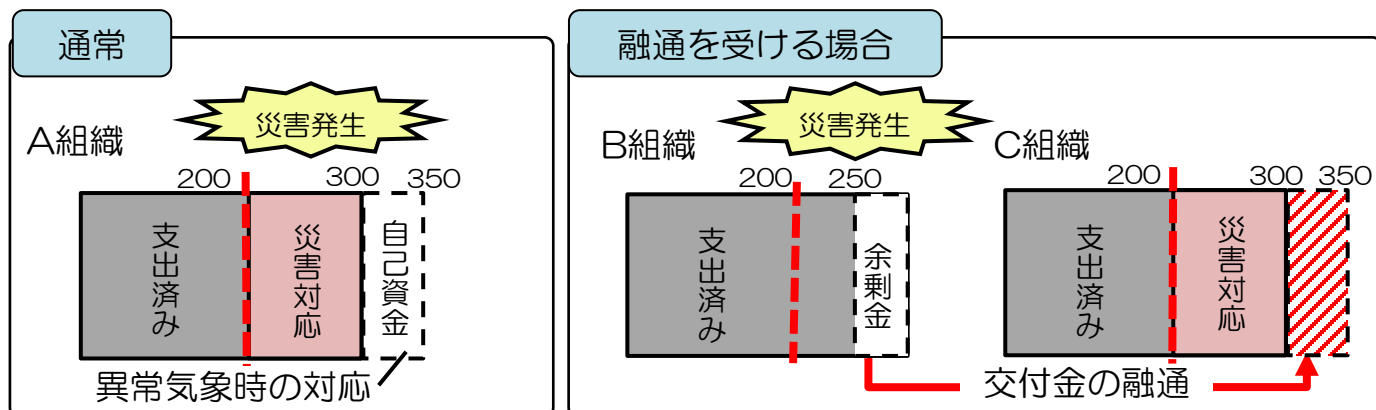 通常
災害発生
A組織
200
300
350
支出済み
災害対応
自己資金
異常気象時の対応
融通を受ける場合
災害発生
B組織
200
250
支出済み
余剰金
C組織
200
300
350
支出済み
災害対応
交付金の融通